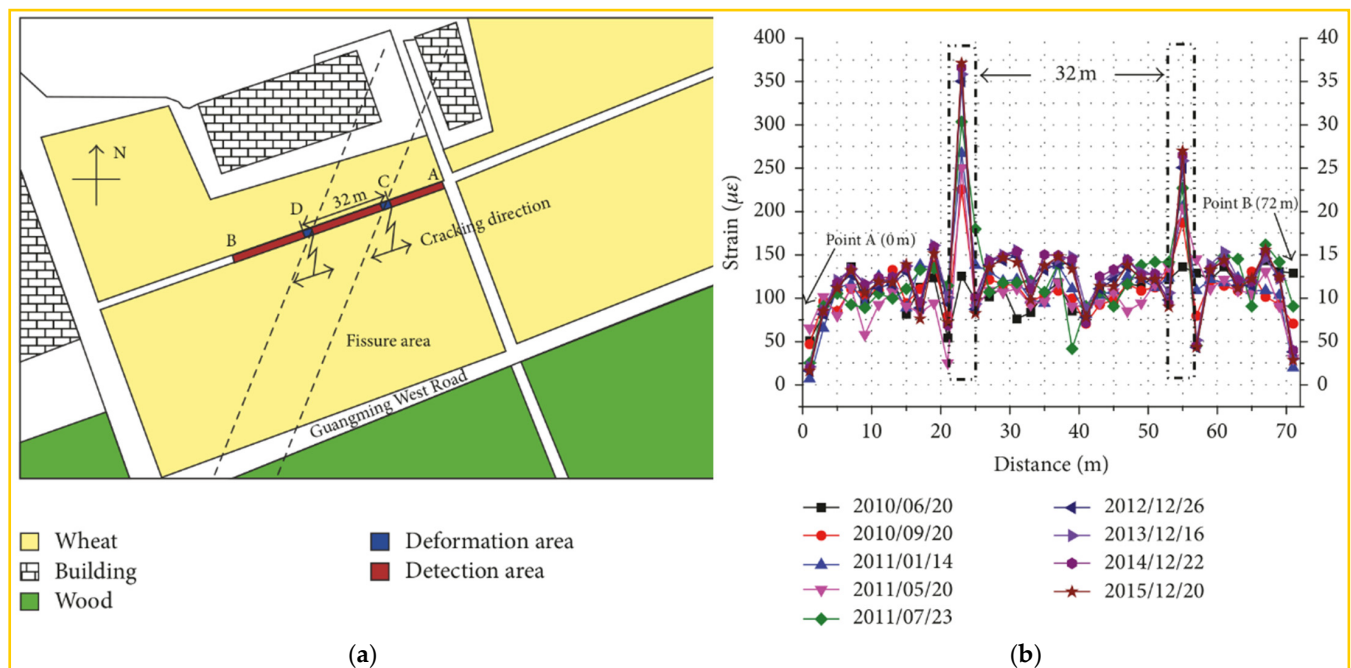 N
A
C
32 m
D
B
Cracking direction
Fissure area
Guangming West Road
Wheat
Building
Wood
Deformation area
Detection area
(a)
400
350
300
250
200
150
100
50
0
Strain (με)
40
35
30
25
20
15
10
50
0
32 m
Point A (0 m)
Point B (72 m)
0 10 20 30 40 50 60 70
Distance (m)
2010/06/20
2010/09/20
2011/01/14
2011/05/20
2011/07/23
2012/12/26
2013/12/16
2014/12/22
2015/12/20
(b)